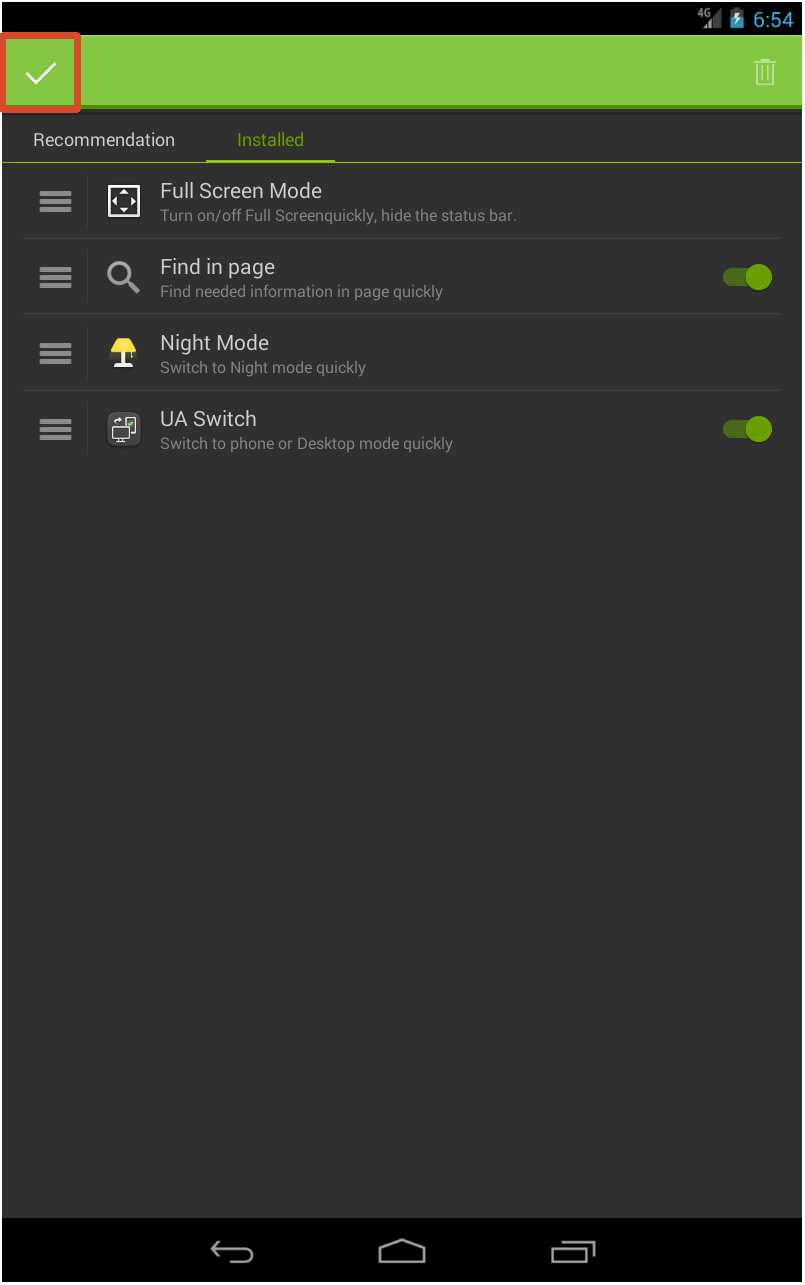 4G 6:54
Recommendation Installed
Full Screen Mode
Turn on/off Full Screenquickly, hide the status bar.
Find in page
Find needed information in page quickly
Night Mode
Switch to Night mode quickly
UA Switch
Switch to phone or Desktop mode quickly